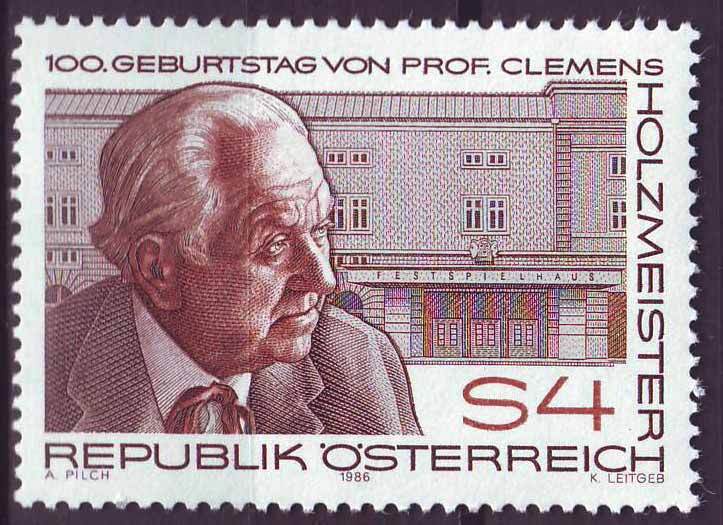 100. GEBURTSTAG VON PROF. CLEMENS
HOLZMEISTER
FESTSPIELHAUS
S4
REPUBLIK ÖSTERREICH
A. PILCH 1986 K. LEITGEB